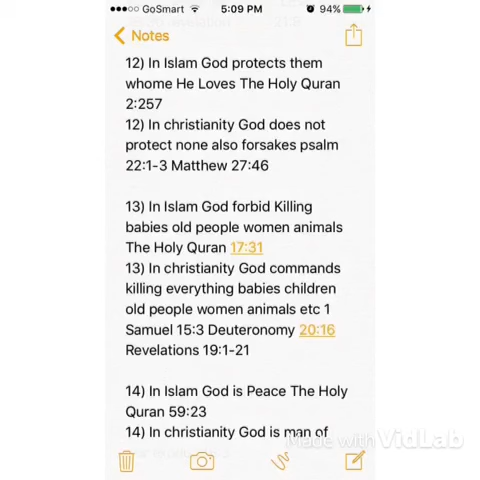 GoSmart 5:09 PM 94%
Notes
12) In Islam God protects them
whome He Loves The Holy Quran
2:257
12) In christianity God does not
protect none also forsakes psalm
22:1-3 Matthew 27:46
13) In Islam God forbid Killing
babies old people women animals
The Holy Quran 17:31
13) In christianity God commands
killing everything babies children
old people women animals etc 1
Samuel 15:3 Deuteronomy 20:16
Revelations 19:1-21
14) In Islam God is Peace The Holy
Quran 59:23
14) In christianity God is man of
Made with VidLab